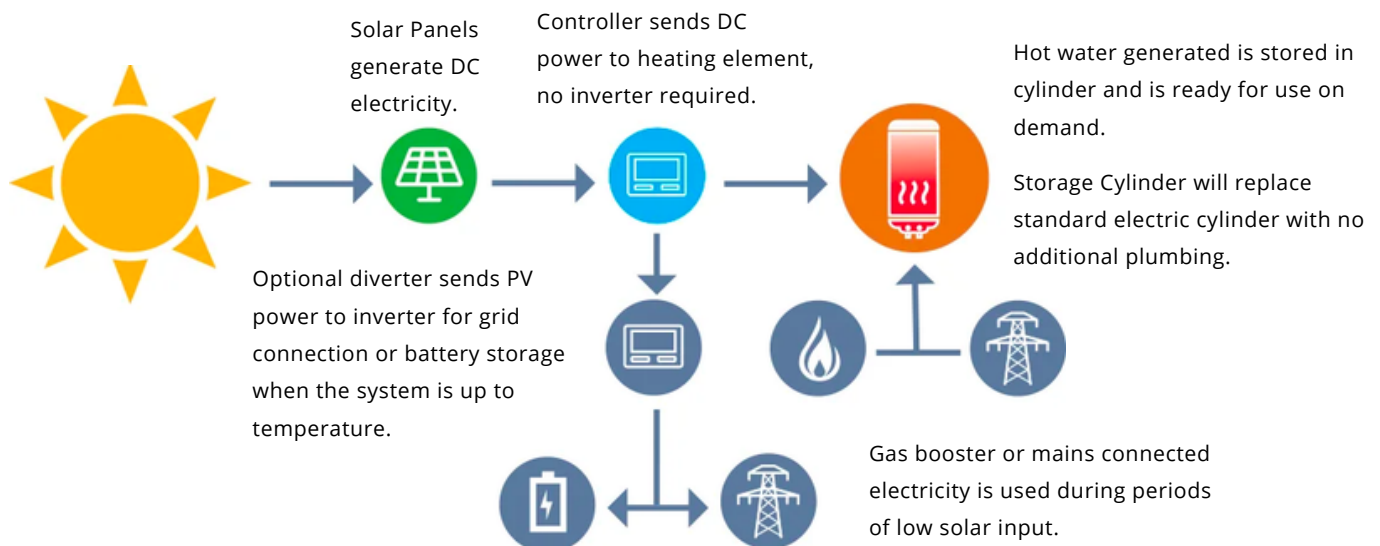 Solar Panels
generate DC
electricity.
Controller sends DC
power to heating element,
no inverter required.
Hot water generated is stored in
cylinder and is ready for use on
demand.
Storage Cylinder will replace
standard electric cylinder with no
additional plumbing.
Optional diverter sends PV
power to inverter for grid
connection or battery storage
when the system is up to
temperature.
Gas booster or mains connected
electricity is used during periods
of low solar input.